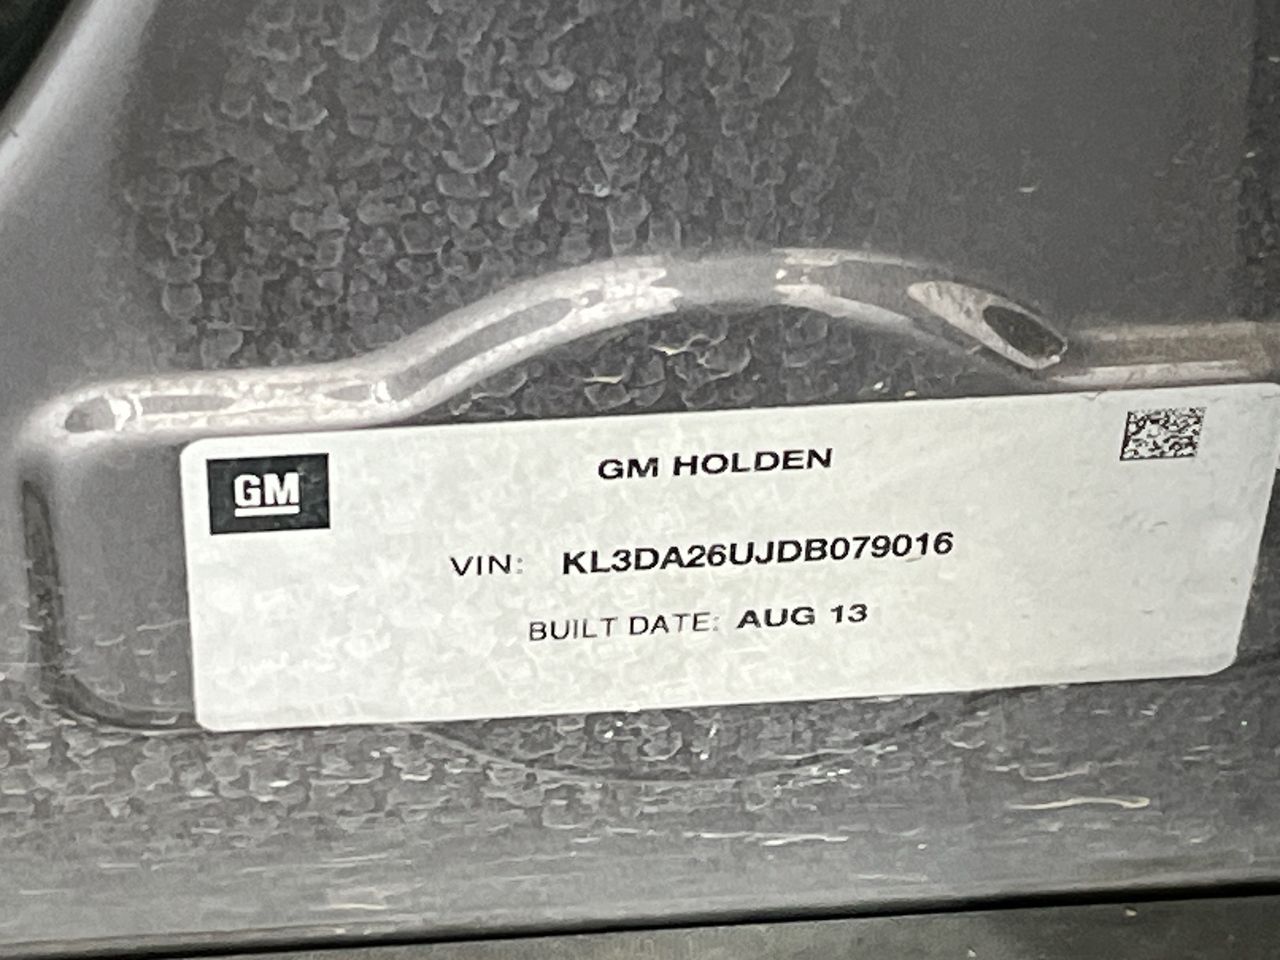 GM
GM HOLDEN
VIN: KL3DA26UJDB079016
BUILT DATE: AUG 13